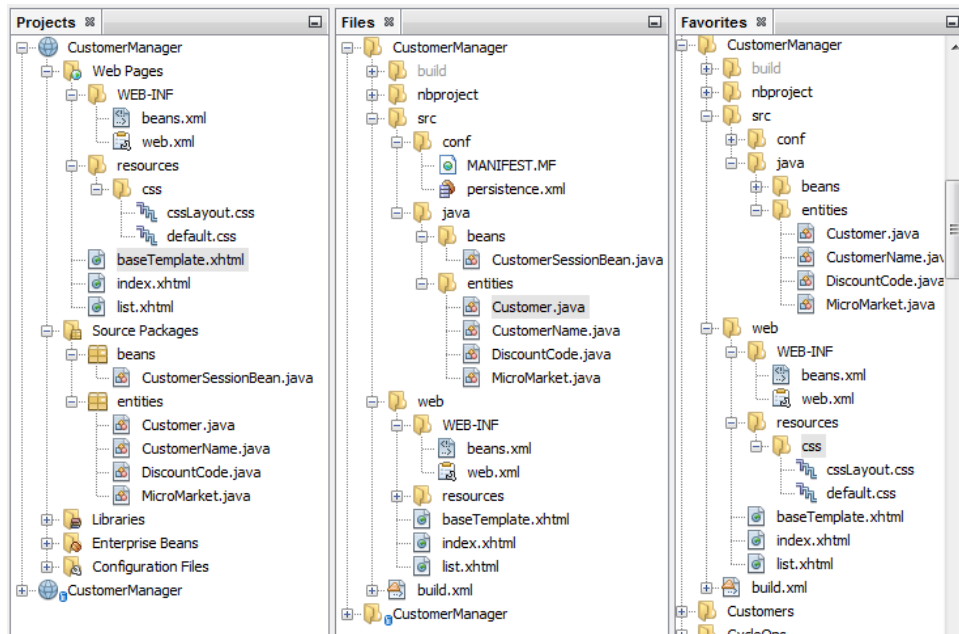 Projects
CustomerManager
Web Pages
WEB-INF
beans.xml
web.xml
resources
css
cssLayout.css
default.css
baseTemplate.xhtml
index.xhtml
list.xhtml
Source Packages
beans
CustomerSessionBean.java
entities
Customer.java
CustomerName.java
DiscountCode.java
MicroMarket.java
Libraries
Enterprise Beans
Configuration Files
CustomerManager
Files
CustomerManager
build
nbproject
src
conf
MANIFEST.MF
persistence.xml
java
beans
CustomerSessionBean.java
entities
Customer.java
CustomerName.java
DiscountCode.java
MicroMarket.java
web
WEB-INF
beans.xml
web.xml
resources
baseTemplate.xhtml
index.xhtml
list.xhtml
build.xml
CustomerManager
Favorites
CustomerManager
build
nbproject
src
conf
java
beans
entities
Customer.java
CustomerName.jav
DiscountCode.java
MicroMarket.java
web
WEB-INF
beans.xml
web.xml
resources
css
cssLayout.css
default.css
baseTemplate.xhtml
index.xhtml
list.xhtml
build.xml
Customers